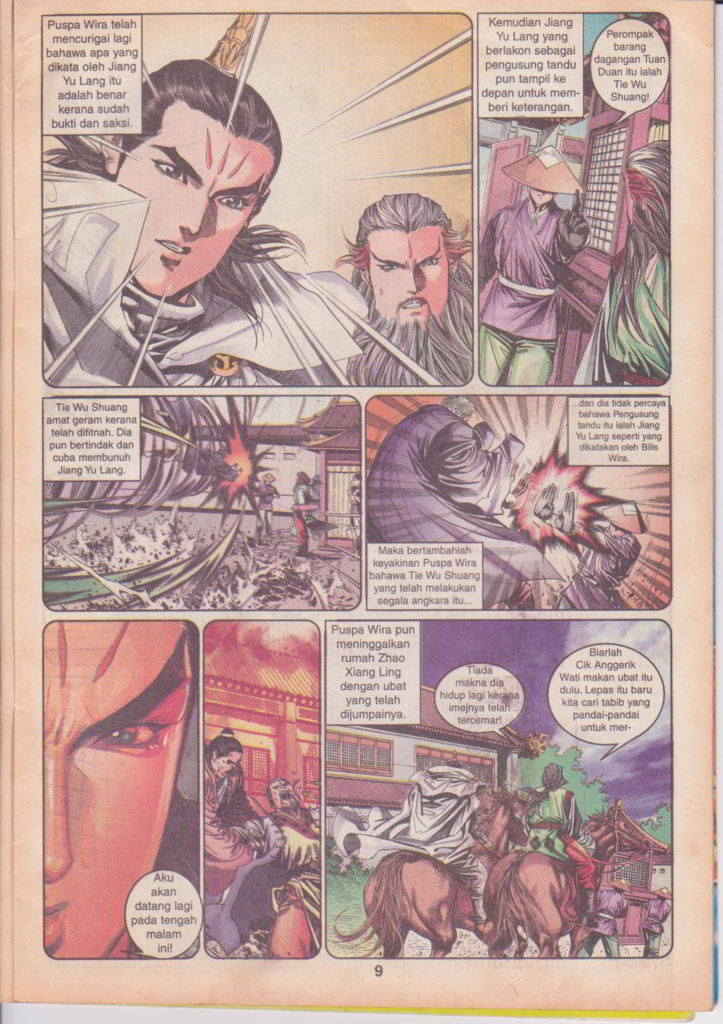 Puspa Wira telah
mencurigai lagi
bahawa apa yang
dikata oleh Jiang
Yu Lang itu
adalah benar
kerana sudah
bukti dan saksi.
Kemudian Jiang
Yu Lang yang
berlakon sebagai
pengusung tandu
pun tampil ke
depan untuk mem-
beri keterangan.
Perompak
barang
dagangan Tuan
Duan itu ialah
Tie Wu
Shuang!
Tie Wu Shuang
amat geram kerana
telah difitnah. Dia
pun bertindak dan
cuba membunuh
Jiang Yu Lang.
...dan dia tidak percaya
bahawa Pengusung
tandu itu ialah Jiang
Yu Lang seperti yang
dikatakan oleh Bilis
Wira.
Maka bertambahlah
keyakinan Puspa Wira
bahawa Tie Wu Shuang
yang telah melakukan
segala angkara itu...
Aku
akan
datang lagi
pada tengah
malam
ini!
Puspa Wira pun
meninggalkan
rumah Zhao
Xiang Ling
dengan ubat
yang telah
dijumpainya.
Tiada
makna dia
hidup lagi kerana
imejnya telah
tercemar!
Biarlah
Cik Anggerik
Wati makan ubat itu
dulu. Lepas itu baru
kita cari tabib yang
pandai-pandai
untuk mer-
9